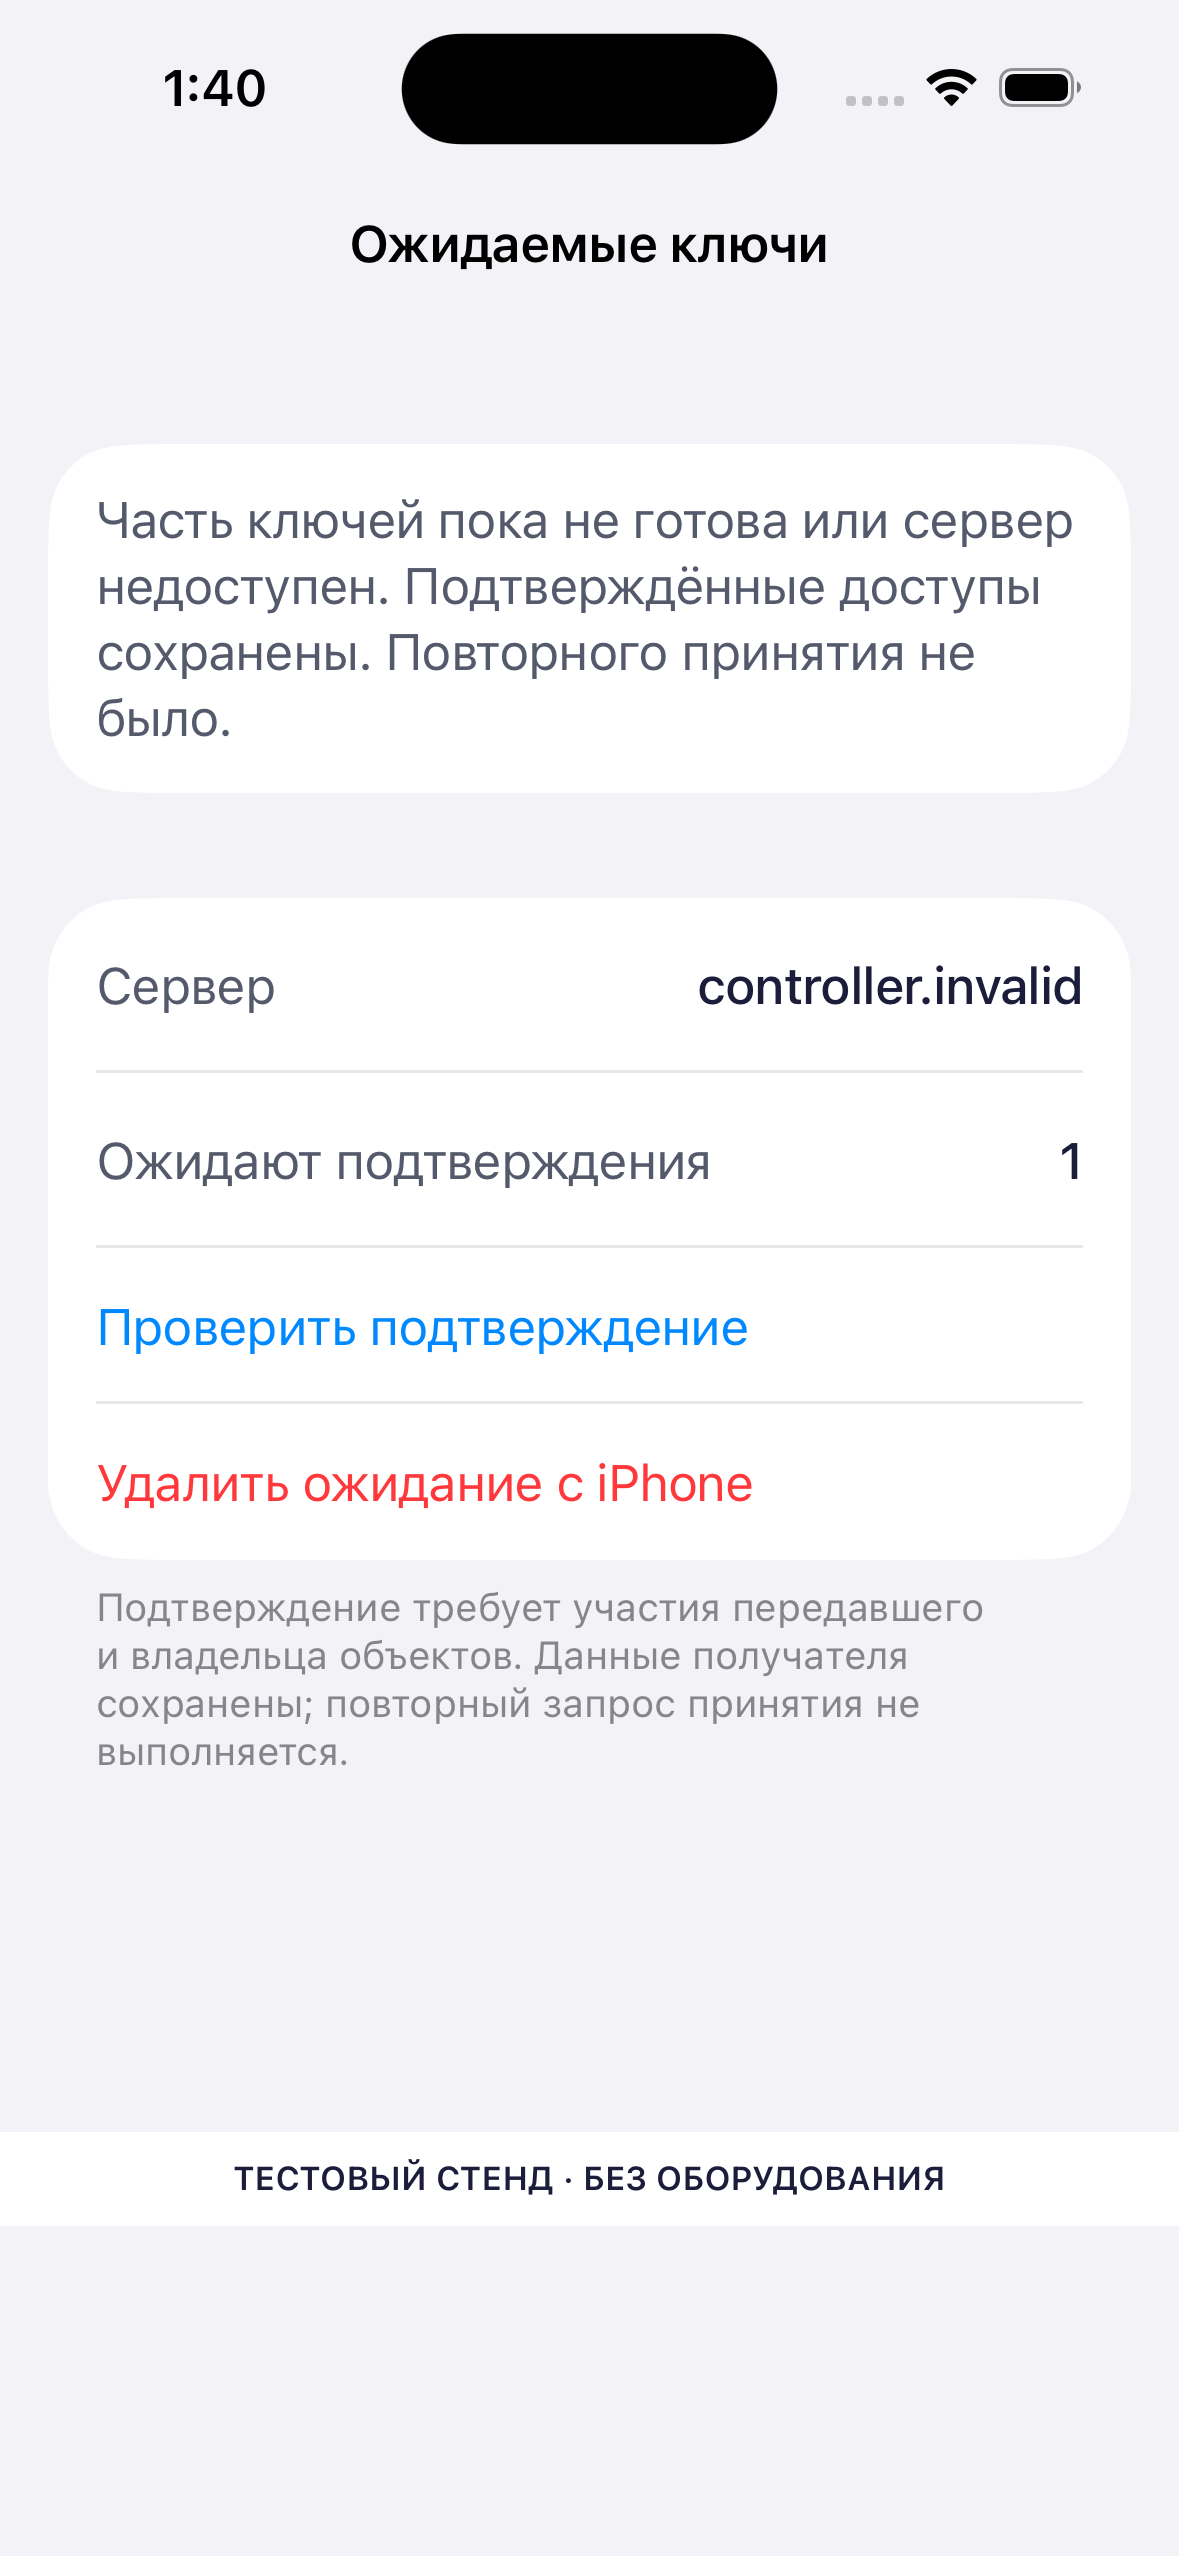 1:40
Ожидаемые ключи
Часть ключей пока не готова или сервер
недоступен. Подтверждённые доступы
сохранены. Повторного принятия не
было.
Сервер controller.invalid
Ожидают подтверждения 1
Проверить подтверждение
Удалить ожидание с iPhone
Подтверждение требует участия передавшего
и владельца объектов. Данные получателя
сохранены; повторный запрос принятия не
выполняется.
ТЕСТОВЫЙ СТЕНД · БЕЗ ОБОРУДОВАНИЯ